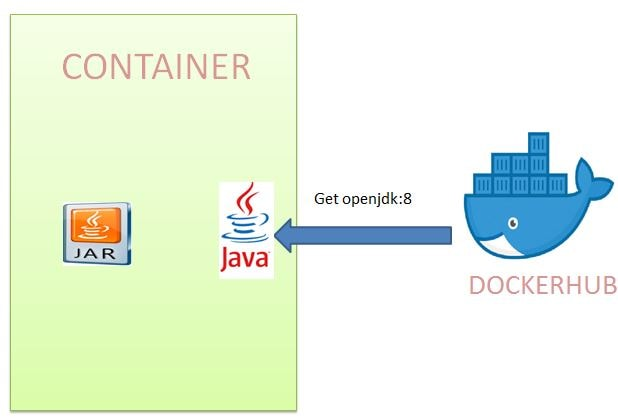 CONTAINER
Get openjdk:8
JAR
Java
DOCKERHUB